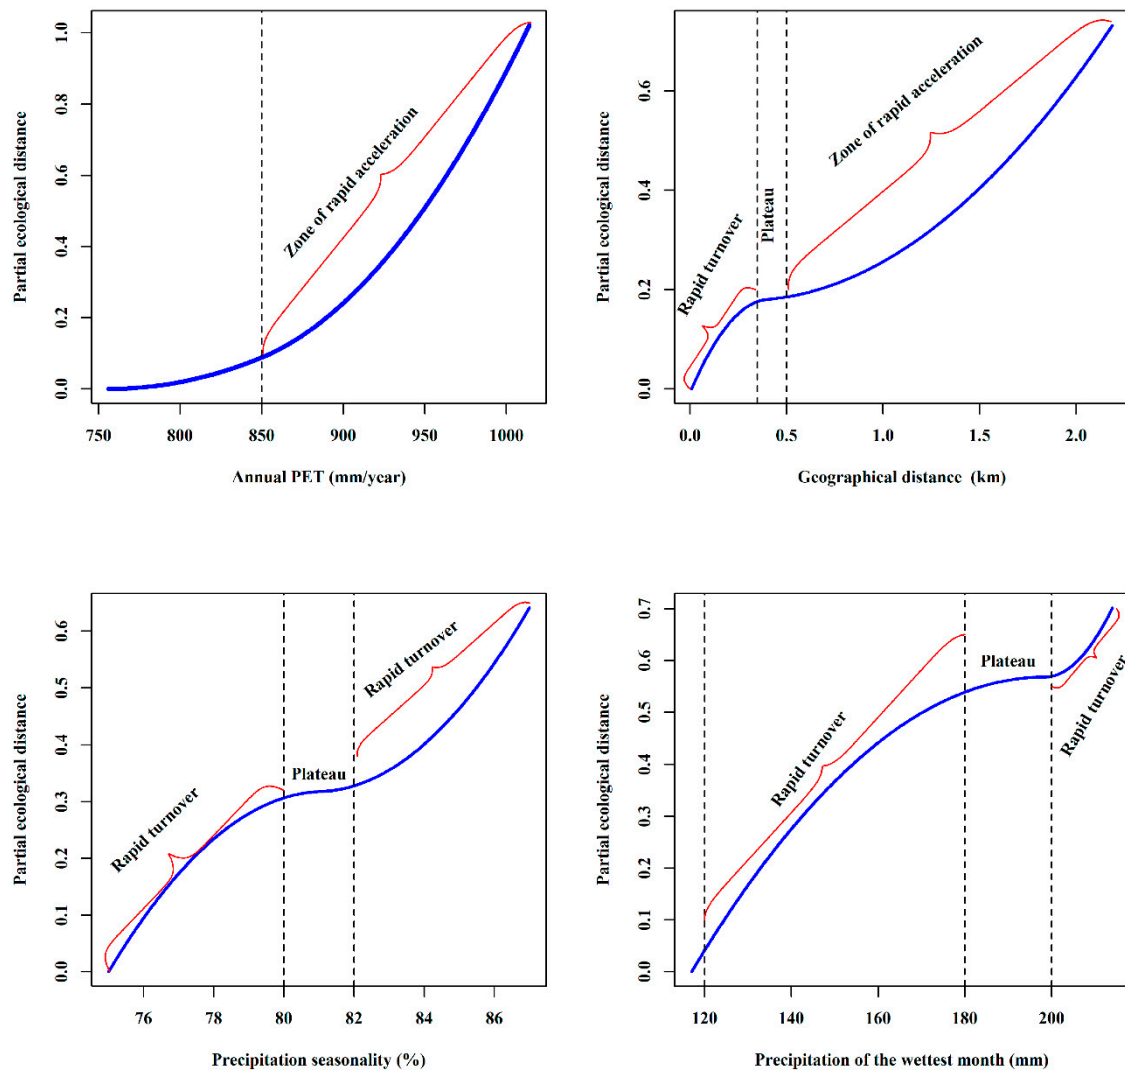 Partial ecological distance
1.0
0.8
0.6
0.4
0.2
0.0
Zone of rapid acceleration
750 800 850 900 950 1000
Annual PET (mm/year)
Partial ecological distance
0.6
0.4
0.2
0.0
Rapid turnover
Plateau
Zone of rapid acceleration
0.0 0.5 1.0 1.5 2.0
Geographical distance (km)
Partial ecological distance
0.6
0.5
0.4
0.3
0.2
0.1
0.0
Rapid turnover
Plateau
Rapid turnover
76 78 80 82 84 86
Precipitation seasonality (%)
Partial ecological distance
0.7
0.6
0.5
0.4
0.3
0.2
0.1
0.0
Rapid turnover
Plateau
Rapid turnover
120 140 160 180 200
Precipitation of the wettest month (mm)